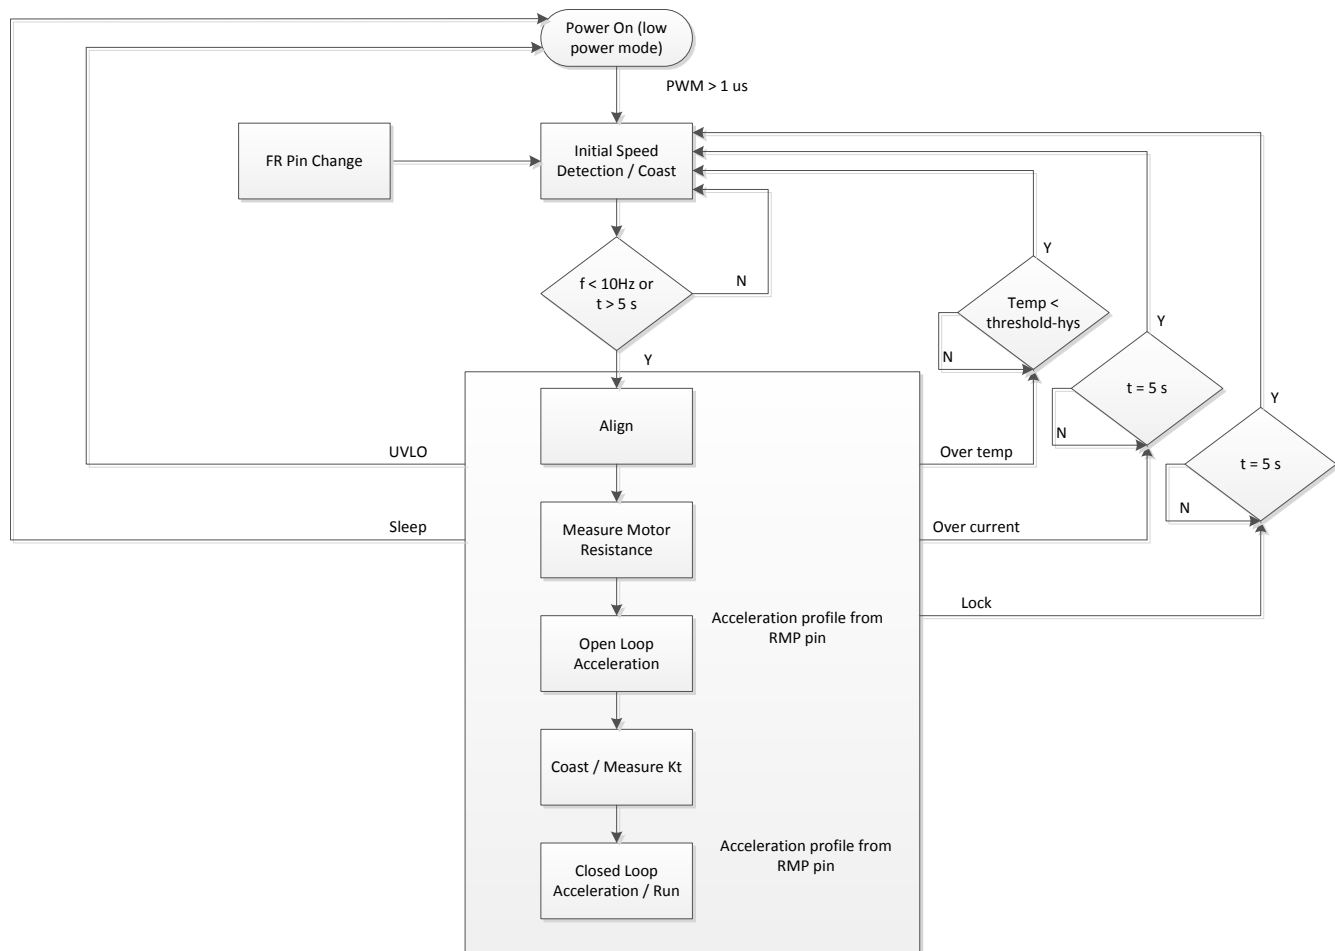 Power On (low
power mode)
PWM > 1 us
FR Pin Change
Initial Speed
Detection / Coast
Y
f < 10Hz or
t > 5 s
N
Temp <
threshold-hys
N
Y
Y
t = 5 s
N
Y
t = 5 s
N
Y
Align
UVLO
Over temp
Sleep
Measure Motor
Resistance
Over current
Lock
Acceleration profile from
RMP pin
Open Loop
Acceleration
Coast / Measure Kt
Acceleration profile from
RMP pin
Closed Loop
Acceleration / Run